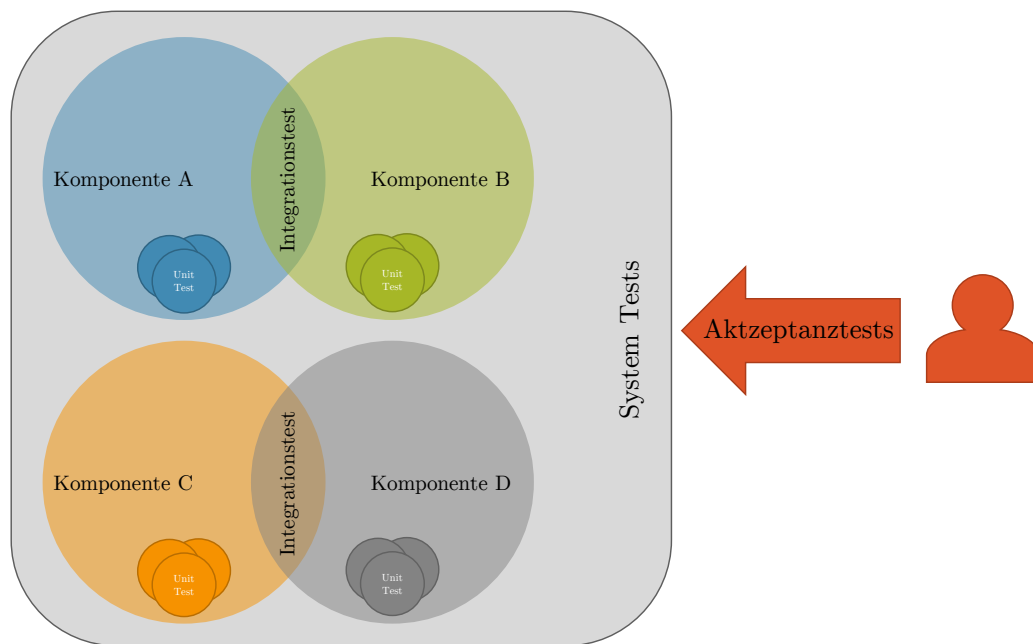 Komponente A
Integrationstest
Komponente B
Unit
Test
Unit
Test
System Tests
Aktzeptanztests
Komponente C
Integrationstest
Komponente D
Unit
Test
Unit
Test